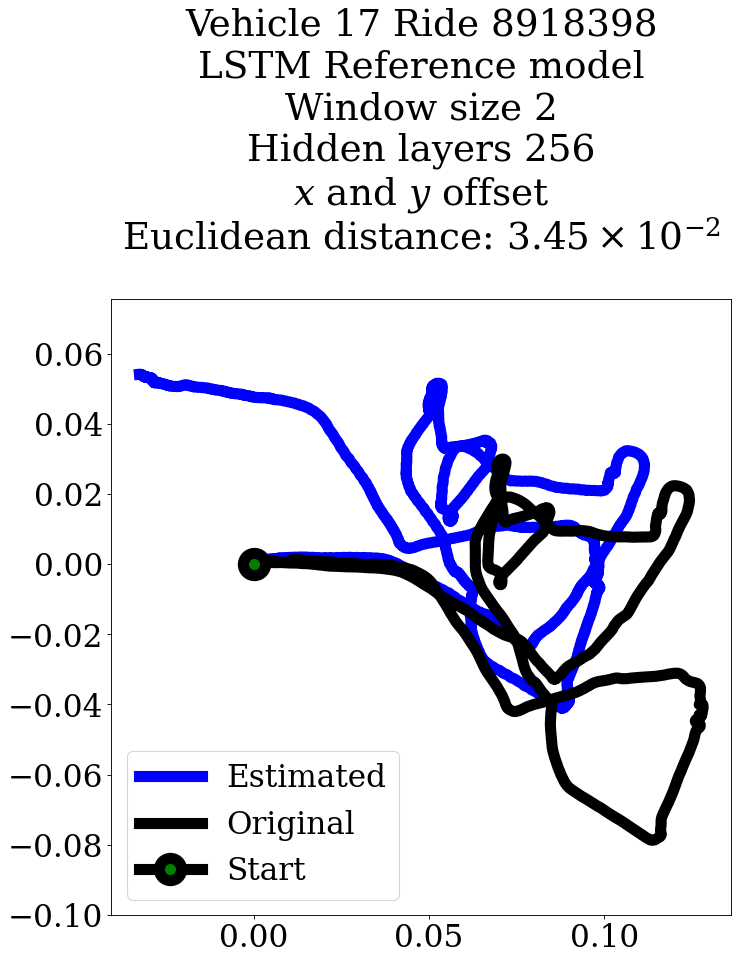 Vehicle 17 Ride 8918398
LSTM Reference model
Window size 2
Hidden layers 256
x and y offset
Euclidean distance: 3.45 × 10⁻²
0.06
0.04
0.02
0.00
−0.02
−0.04
−0.06
−0.08
−0.10
Estimated
Original
Start
0.00 0.05 0.10